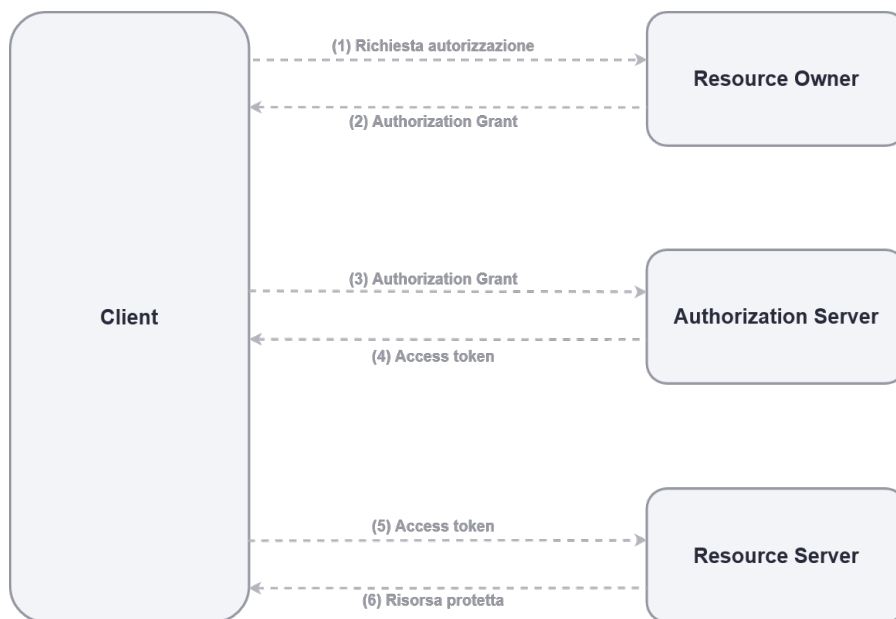 (1) Richiesta autorizzazione
Resource Owner
(2) Authorization Grant
(3) Authorization Grant
Client
Authorization Server
(4) Access token
(5) Access token
Resource Server
(6) Risorsa protetta